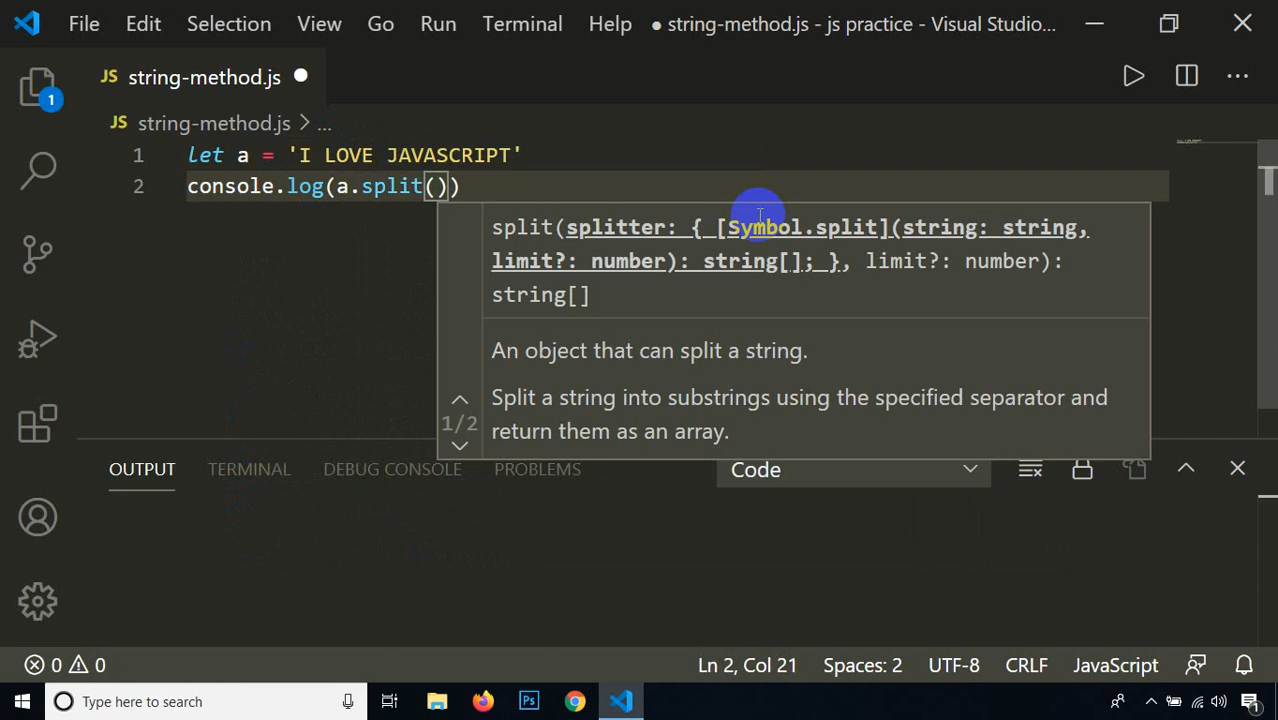 File Edit Selection View Go Run Terminal Help ● string-method.js - js practice - Visual Studio...
JS string-method.js
JS string-method.js > ...
1 let a = 'I LOVE JAVASCRIPT'
2 console.log(a.split())
split(splitter: { [Symbol.split](string: string,
limit?: number): string[]; }, limit?: number):
string[]
An object that can split a string.
Split a string into substrings using the specified separator and
return them as an array.
1/2
1
OUTPUT TERMINAL DEBUG CONSOLE PROBLEMS Code
0 0 Ln 2, Col 21 Spaces: 2 UTF-8 CRLF JavaScript
Type here to search Ps 1